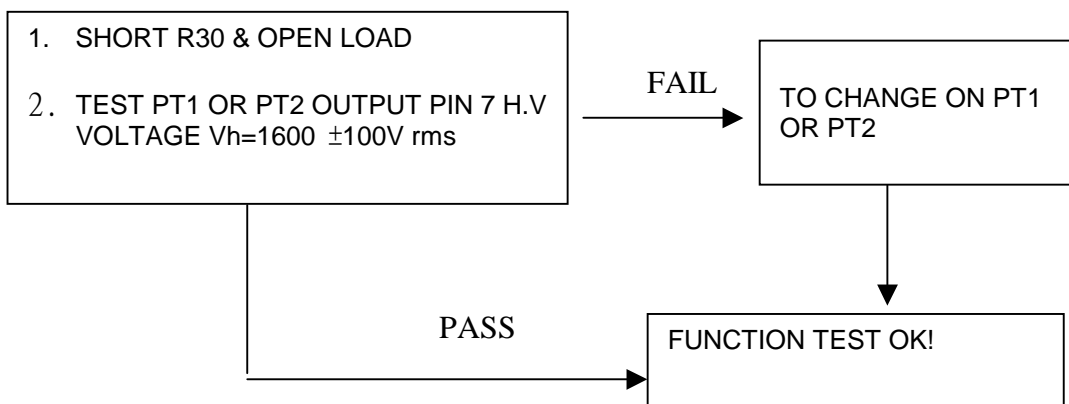 1. SHORT R30 & OPEN LOAD
2. TEST PT1 OR PT2 OUTPUT PIN 7 H.V
VOLTAGE Vh=1600 ±100V rms
FAIL
TO CHANGE ON PT1
OR PT2
PASS
FUNCTION TEST OK!